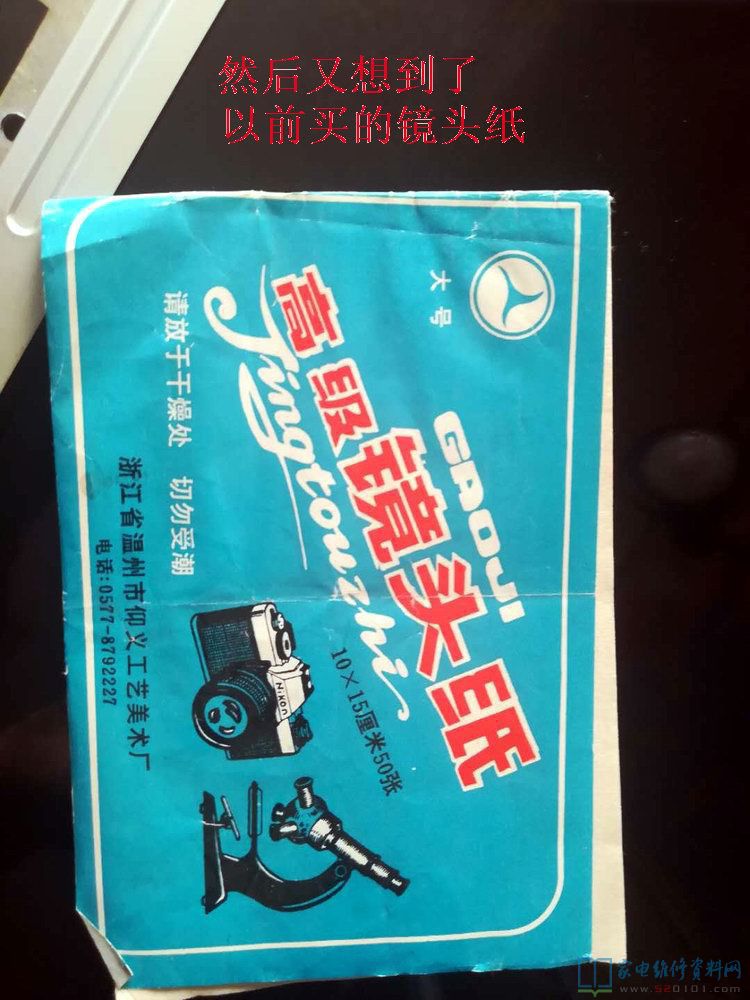 然后又想到了
以前买的镜头纸
大号
GAOJI
高级镜头纸
Jingtouzhi
10×15厘米50张
请放于干燥处 切勿受潮
浙江省温州市仰义工艺美术厂
电话:0577-8792227
Nikon
家电维修资料网
www.520101.com